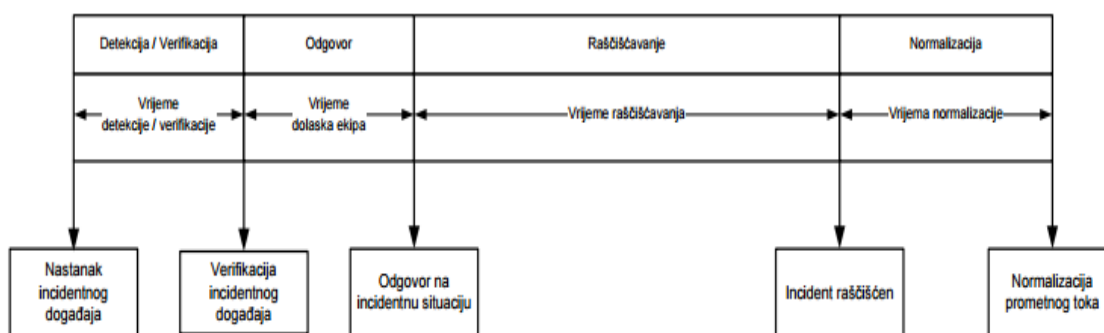 Detekcija / Verifikacija
Odgovor
Raščišćavanje
Normalizacija
Vrijeme
detekcije / verifikacije
Vrijeme
dolaska ekipa
Vrijeme raščišćavanja
Vrijema normalizacije
Nastanak
incidentnog
događaja
Verifikacija
incidentnog
događaja
Odgovor na
incidentnu situaciju
Incident raščišćen
Normalizacija
prometnog toka